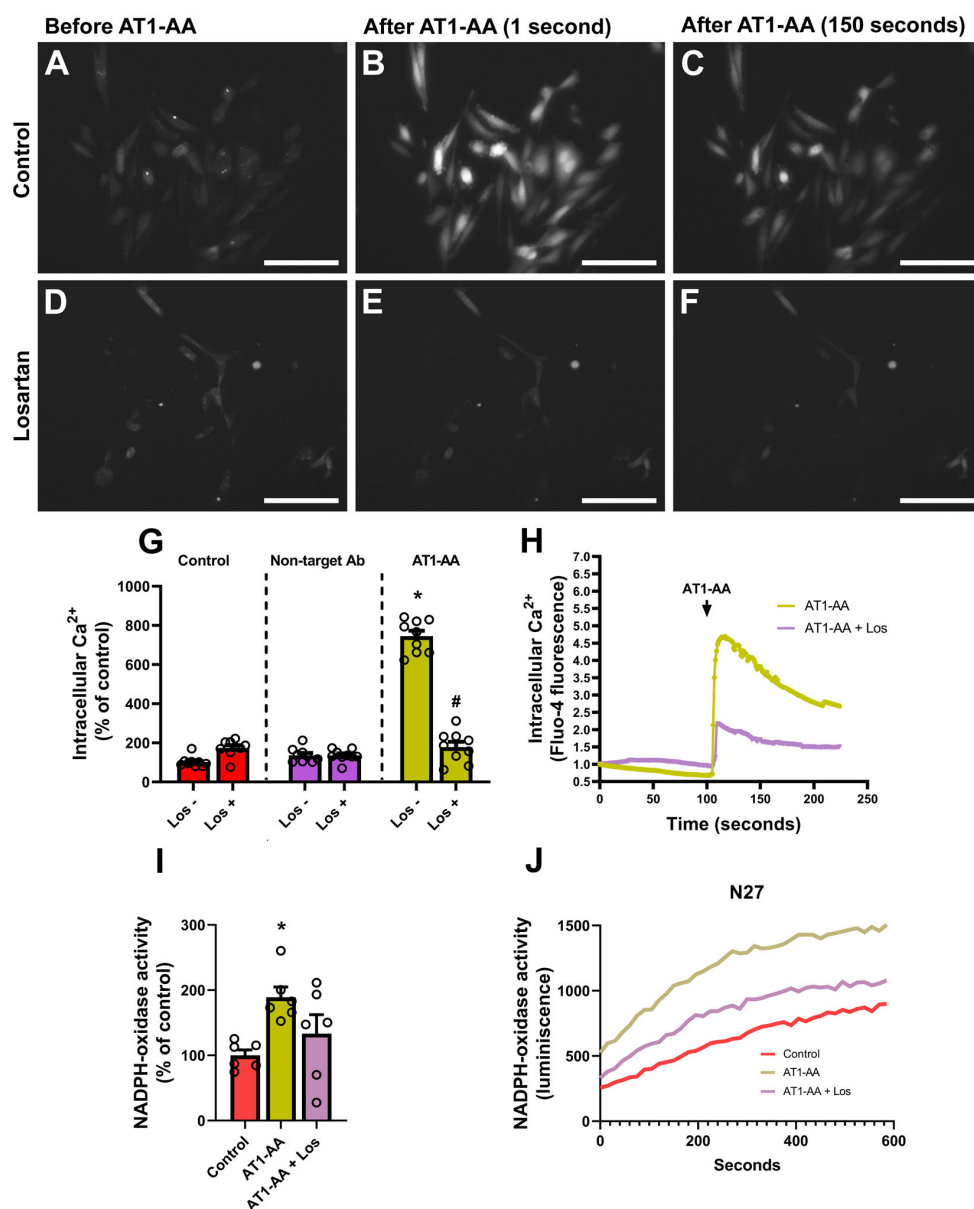 Before AT1-AA
After AT1-AA (1 second)
After AT1-AA (150 seconds)
Control
A
B
C
Losartan
D
E
F
G
Control
Non-target Ab
AT1-AA
Intracellular Ca²⁺
(% of control)
1000
800
600
400
200
0
*
#
Los -
Los +
Los -
Los +
Los -
Los +
H
Intracellular Ca²⁺
(Fluo-4 fluorescence)
7.0
6.5
6.0
5.5
5.0
4.5
4.0
3.5
3.0
2.5
2.0
1.5
1.0
0.5
AT1-AA
AT1-AA
AT1-AA + Los
0
50
100
150
200
250
Time (seconds)
I
NADPH-oxidase activity
(% of control)
300
200
100
0
*
Control
AT1-AA
AT1-AA + Los
J
N27
NADPH-oxidase activity
(luminiscence)
1500
1000
500
0
Control
AT1-AA
AT1-AA + Los
0
200
400
600
Seconds